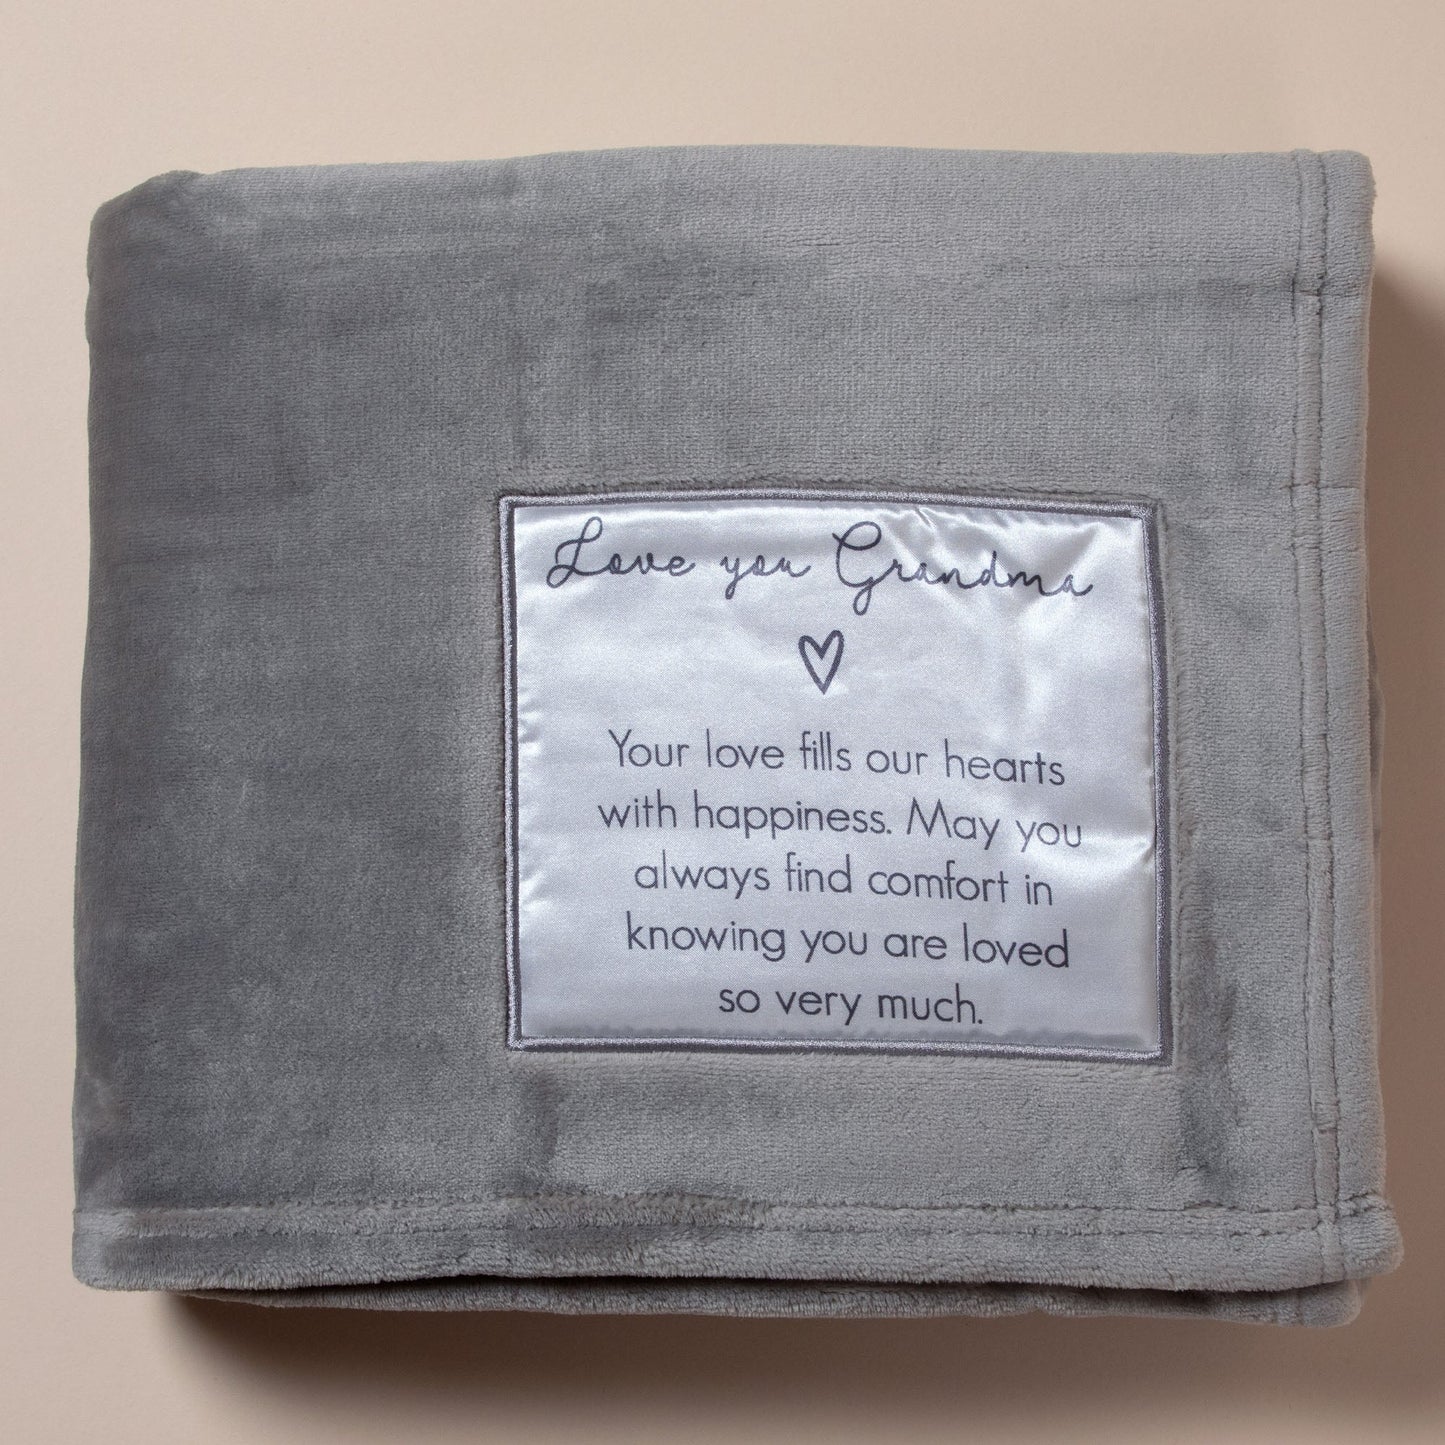 Love you Grandma
Your love fills our hearts
with happiness. May you
always find comfort in
knowing you are loved
so very much.